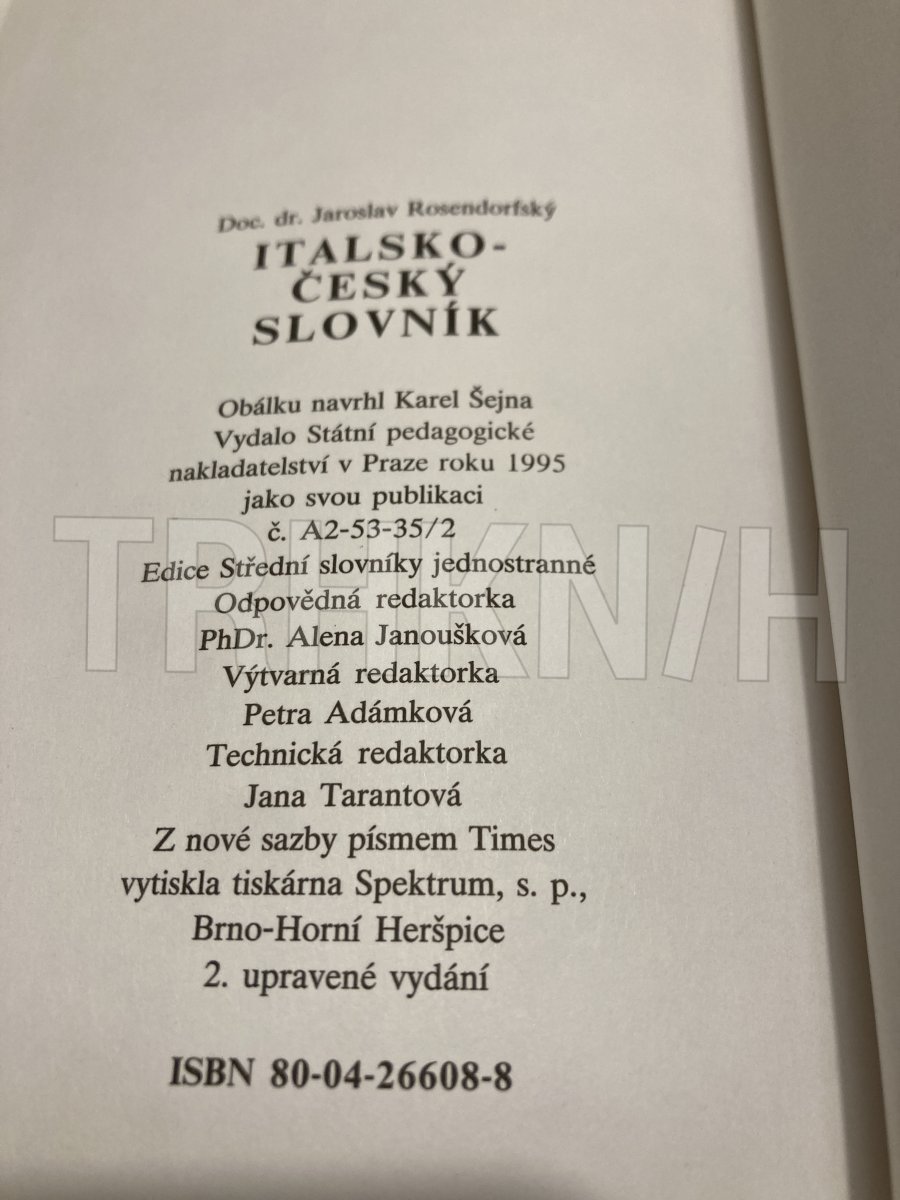 Doc. dr. Jaroslav Rosendorfský
ITALSKO-
ČESKÝ
SLOVNÍK
Obálku navrhl Karel Šejna
Vydalo Státní pedagogické
nakladatelství v Praze roku 1995
jako svou publikaci
č. A2-53-35/2
Edice Střední slovníky jednostranné
Odpovědná redaktorka
PhDr. Alena Janoušková
Výtvarná redaktorka
Petra Adámková
Technická redaktorka
Jana Tarantová
Z nové sazby písmem Times
vytiskla tiskárna Spektrum, s. p.,
Brno-Horní Heršpice
2. upravené vydání
ISBN 80-04-26608-8